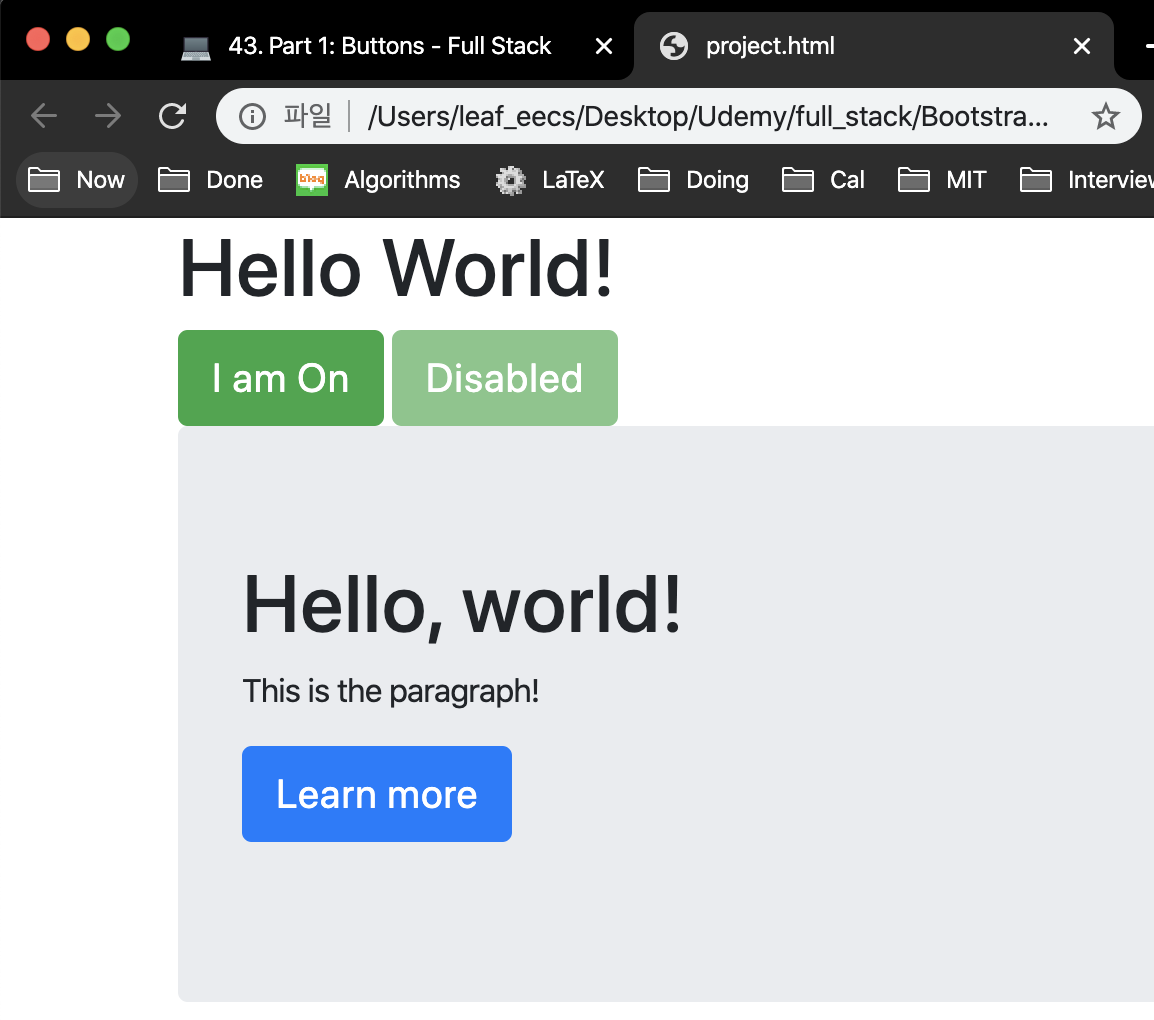 43. Part 1: Buttons - Full Stack
project.html
파일 /Users/leaf_eecs/Desktop/Udemy/full_stack/Bootstra...
Now Done blog Algorithms LaTeX Doing Cal MIT Interview
Hello World!
I am On Disabled
Hello, world!
This is the paragraph!
Learn more